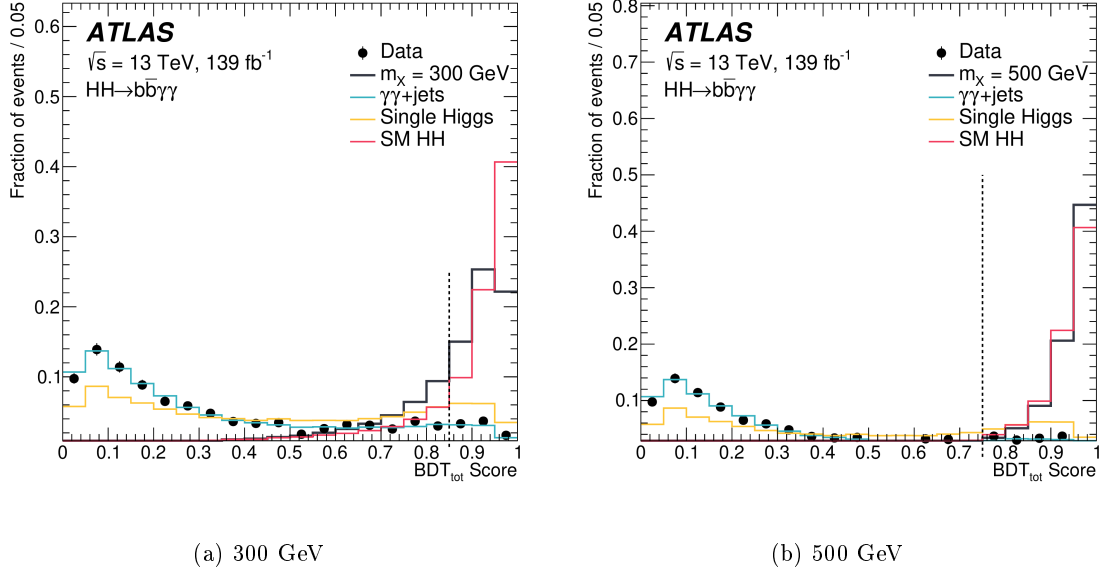 ATLAS
√s = 13 TeV, 139 fb⁻¹
HH→bb̅γγ
Data
m_X = 300 GeV
γγ+jets
Single Higgs
SM HH
Fraction of events / 0.05
0.6
0.5
0.4
0.3
0.2
0.1
0 0.1 0.2 0.3 0.4 0.5 0.6 0.7 0.8 0.9 1
BDT_tot Score
(a) 300 GeV
ATLAS
√s = 13 TeV, 139 fb⁻¹
HH→bb̅γγ
Data
m_X = 500 GeV
γγ+jets
Single Higgs
SM HH
Fraction of events / 0.05
0.8
0.7
0.6
0.5
0.4
0.3
0.2
0.1
0 0.1 0.2 0.3 0.4 0.5 0.6 0.7 0.8 0.9 1
BDT_tot Score
(b) 500 GeV